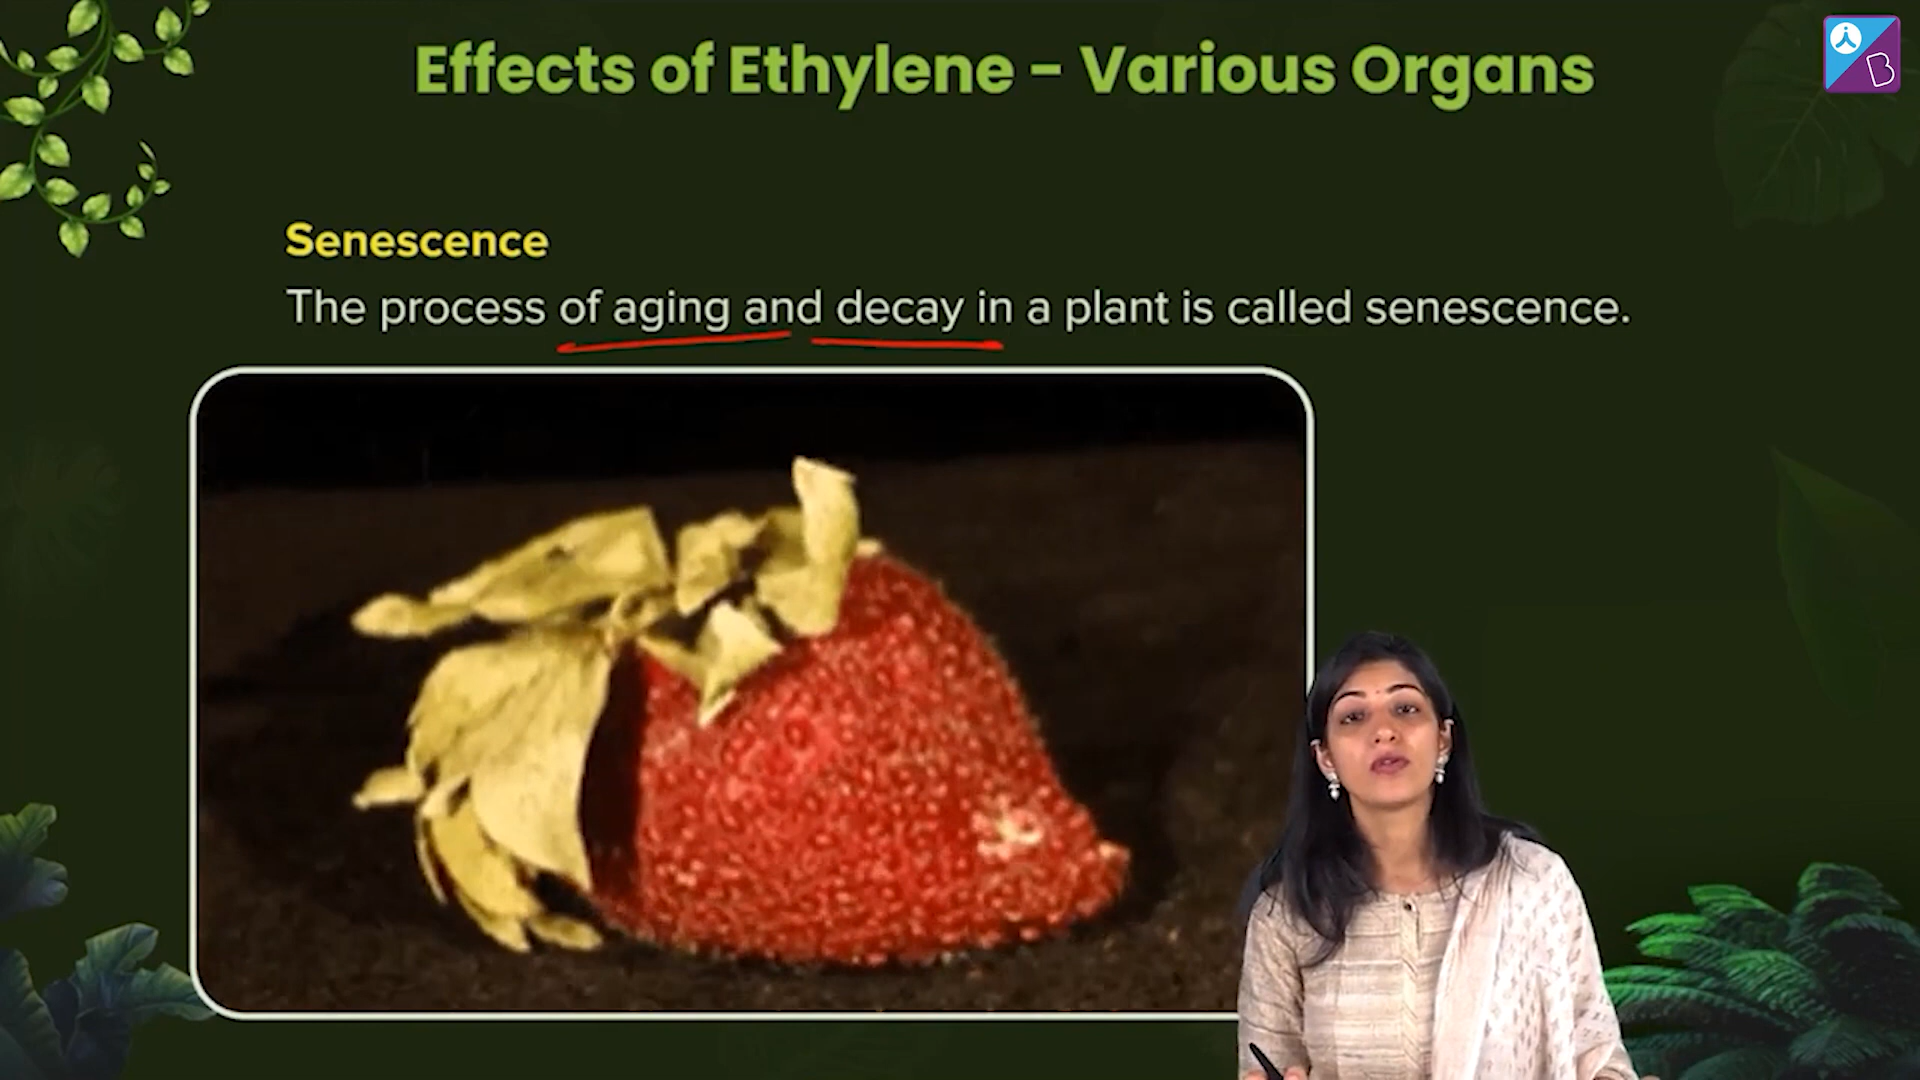 Effects of Ethylene - Various Organs
B
Senescence
The process of aging and decay in a plant is called senescence.